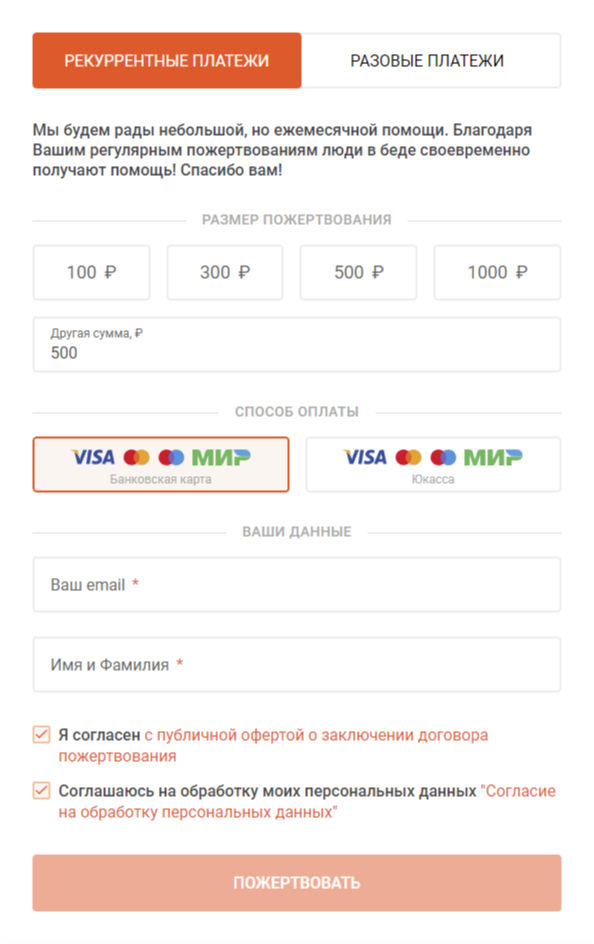 РЕКУРРЕНТНЫЕ ПЛАТЕЖИ РАЗОВЫЕ ПЛАТЕЖИ
Мы будем рады небольшой, но ежемесячной помощи. Благодаря
Вашим регулярным пожертвованиям люди в беде своевременно
получают помощь! Спасибо вам!
РАЗМЕР ПОЖЕРТВОВАНИЯ
100 ₽ 300 ₽ 500 ₽ 1000 ₽
Другая сумма, ₽
500
СПОСОБ ОПЛАТЫ
VISA МИР VISA МИР
Банковская карта Юкасса
ВАШИ ДАННЫЕ
Ваш email *
Имя и Фамилия *
Я согласен с публичной офертой о заключении договора
пожертвования
Соглашаюсь на обработку моих персональных данных "Согласие
на обработку персональных данных"
ПОЖЕРТВОВАТЬ